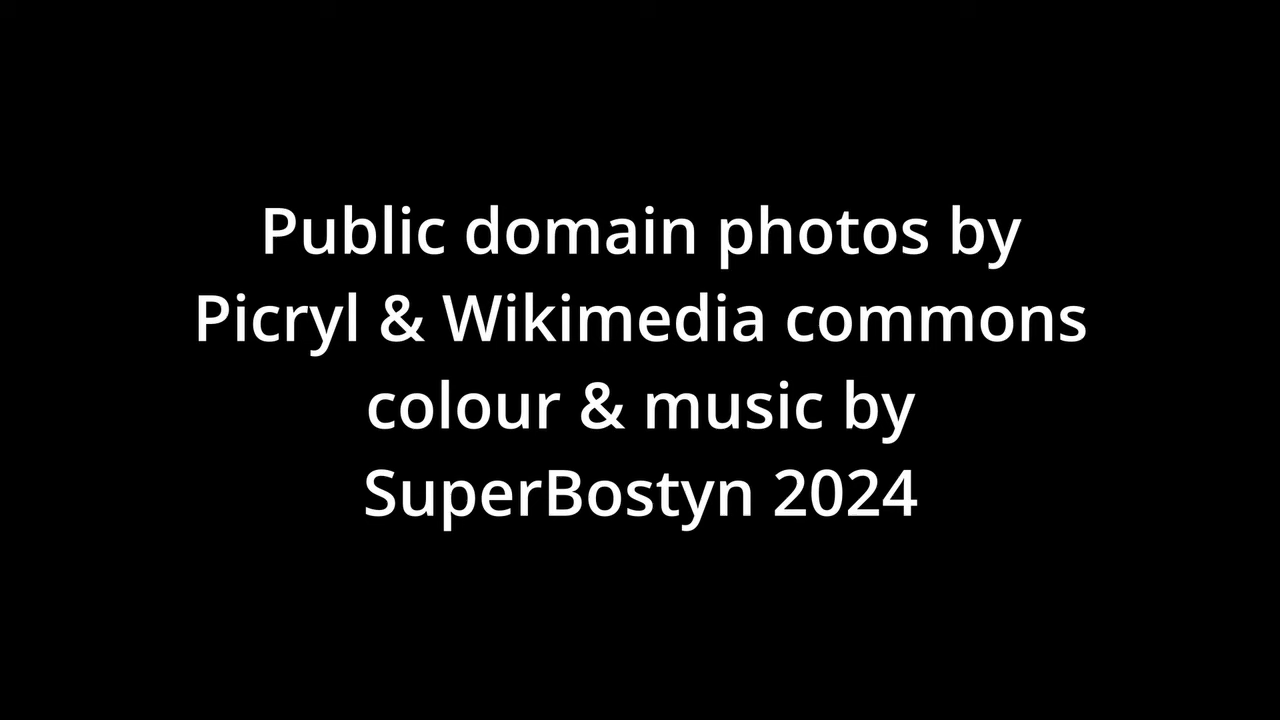 Public domain photos by
Picryl & Wikimedia commons
colour & music by
SuperBostyn 2024